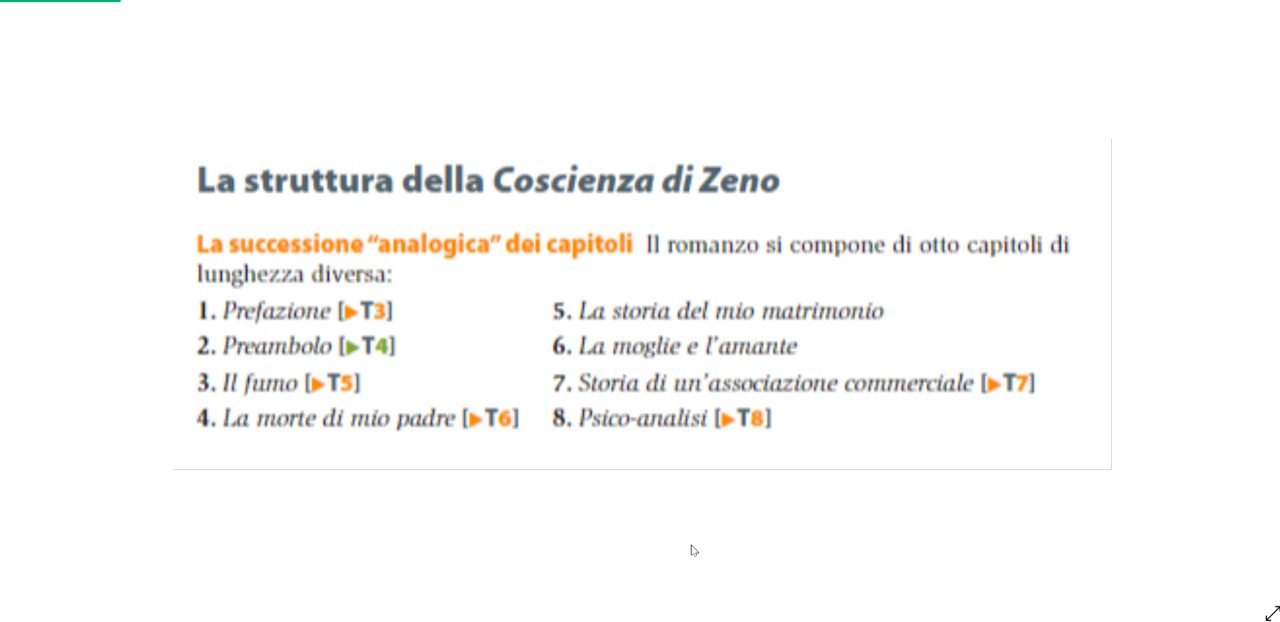 La struttura della Coscienza di Zeno
La successione “analogica” dei capitoli Il romanzo si compone di otto capitoli di
lunghezza diversa:
1. Prefazione [▶T3]
2. Preambolo [▶T4]
3. Il fumo [▶T5]
4. La morte di mio padre [▶T6]
5. La storia del mio matrimonio
6. La moglie e l’amante
7. Storia di un’associazione commerciale [▶T7]
8. Psico-analisi [▶T8]